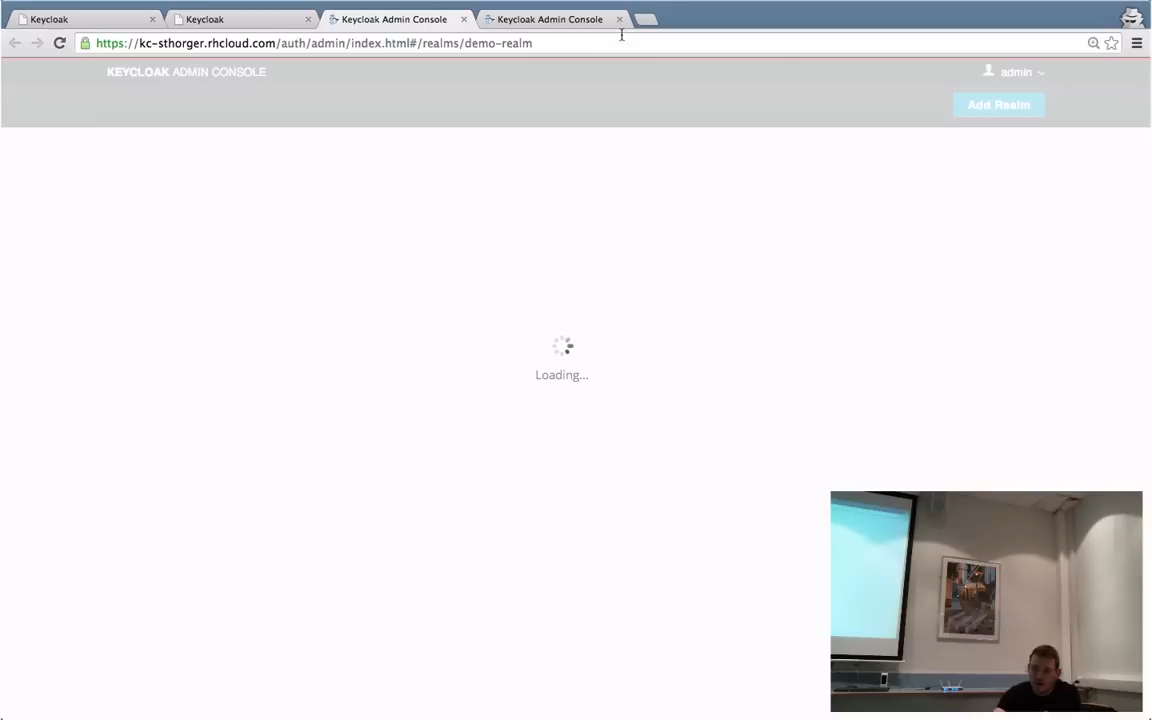 Keycloak
Keycloak
Keycloak Admin Console
Keycloak Admin Console
https://kc-sthorger.rhcloud.com/auth/admin/index.html#/realms/demo-realm
KEYCLOAK ADMIN CONSOLE
admin
Add Realm
Loading...